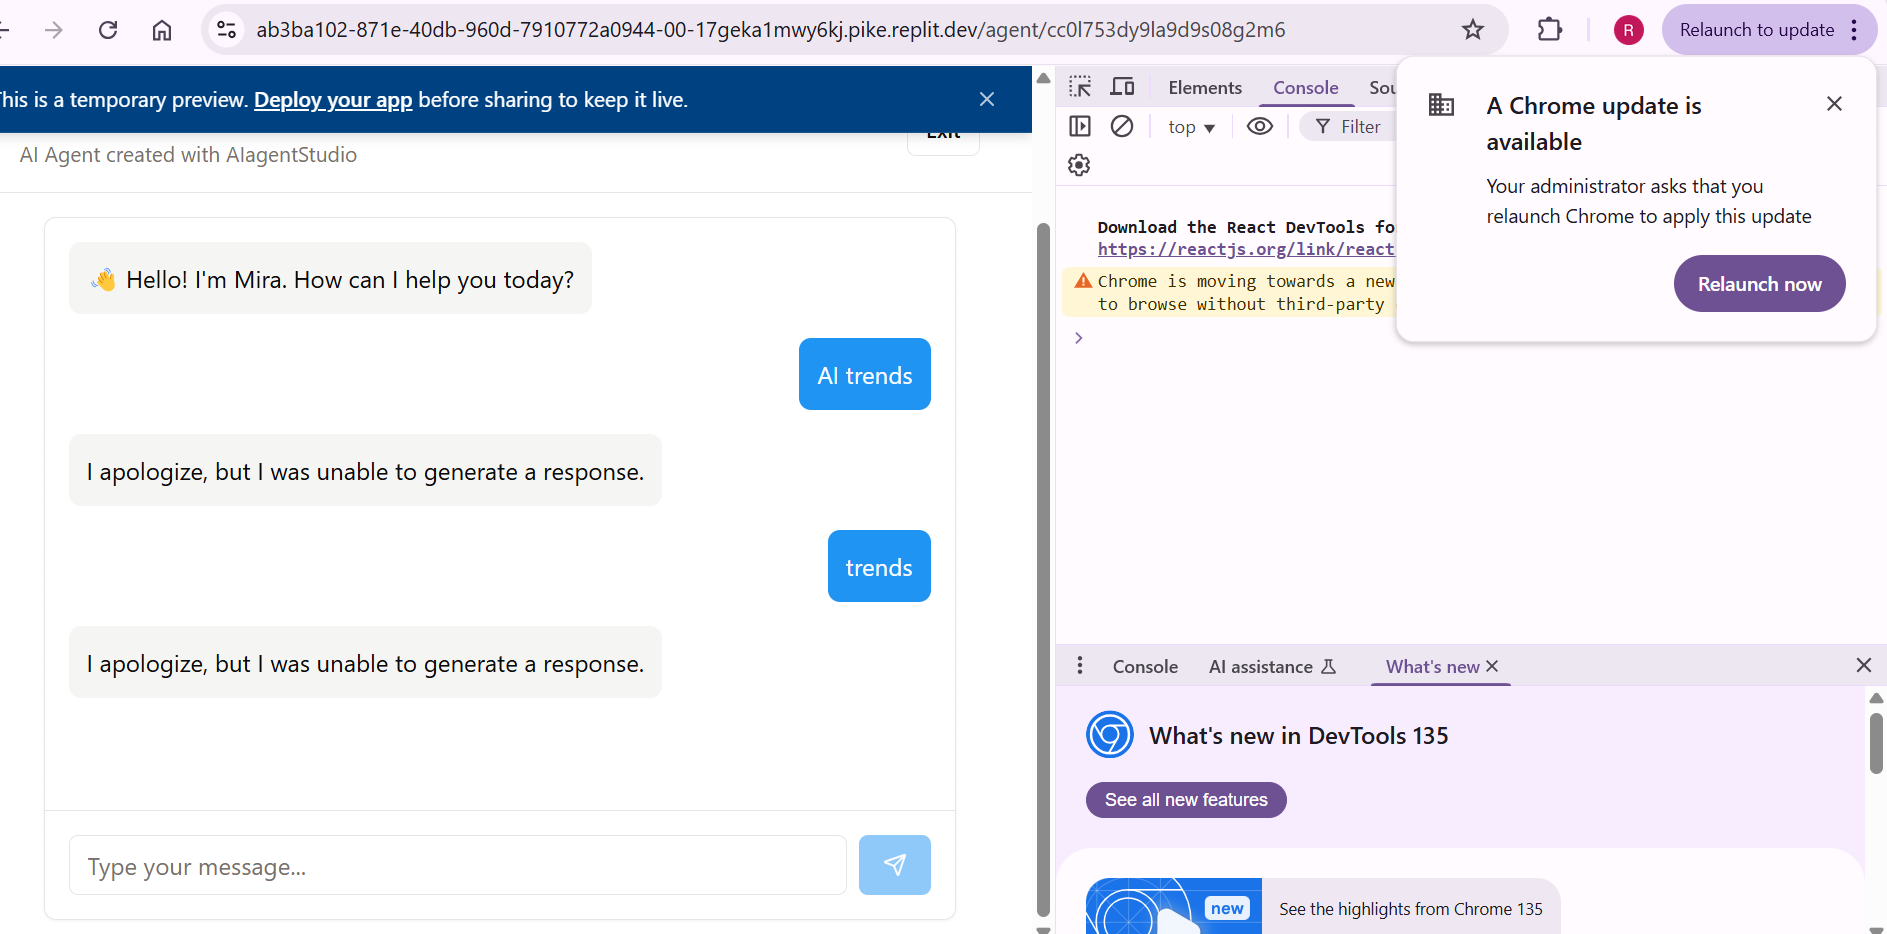 ab3ba102-871e-40db-960d-7910772a0944-00-17geka1mwy6kj.pike.replit.dev/agent/cc0l753dy9la9d9s08g2m6
R
Relaunch to update
his is a temporary preview. Deploy your app before sharing to keep it live.
Exit
AI Agent created with AIagentStudio
👋 Hello! I'm Mira. How can I help you today?
AI trends
I apologize, but I was unable to generate a response.
trends
I apologize, but I was unable to generate a response.
Type your message...
Elements
Console
Sou
top
Filter
Download the React DevTools fo
https://reactjs.org/link/react
Chrome is moving towards a new
to browse without third-party
A Chrome update is
available
Your administrator asks that you
relaunch Chrome to apply this update
Relaunch now
Console
AI assistance
What's new
What's new in DevTools 135
See all new features
new
See the highlights from Chrome 135